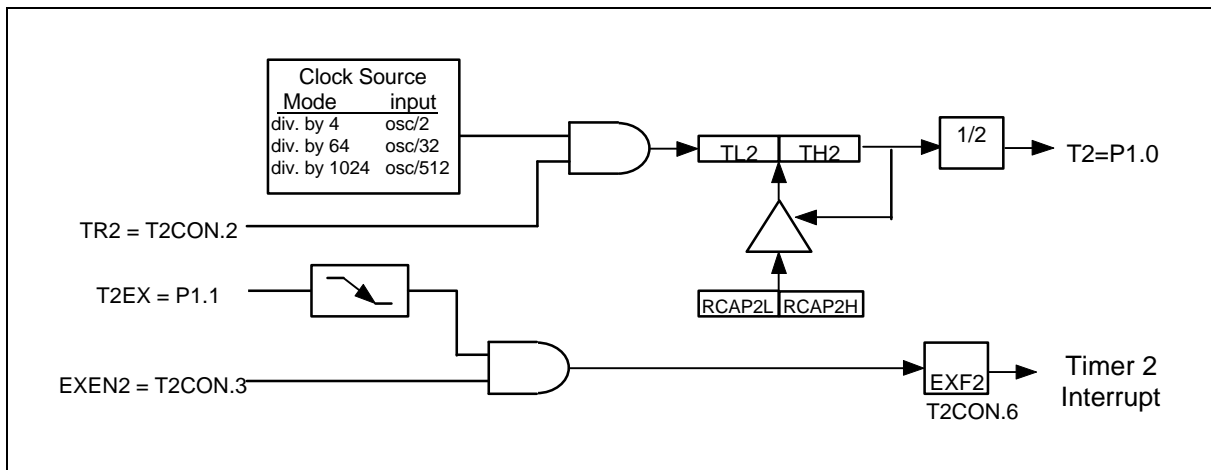 Clock Source
Mode input
div. by 4 osc/2
div. by 64 osc/32
div. by 1024 osc/512
TL2 TH2
1/2
T2=P1.0
TR2 = T2CON.2
T2EX = P1.1
RCAP2L RCAP2H
EXEN2 = T2CON.3
EXF2
T2CON.6
Timer 2
Interrupt